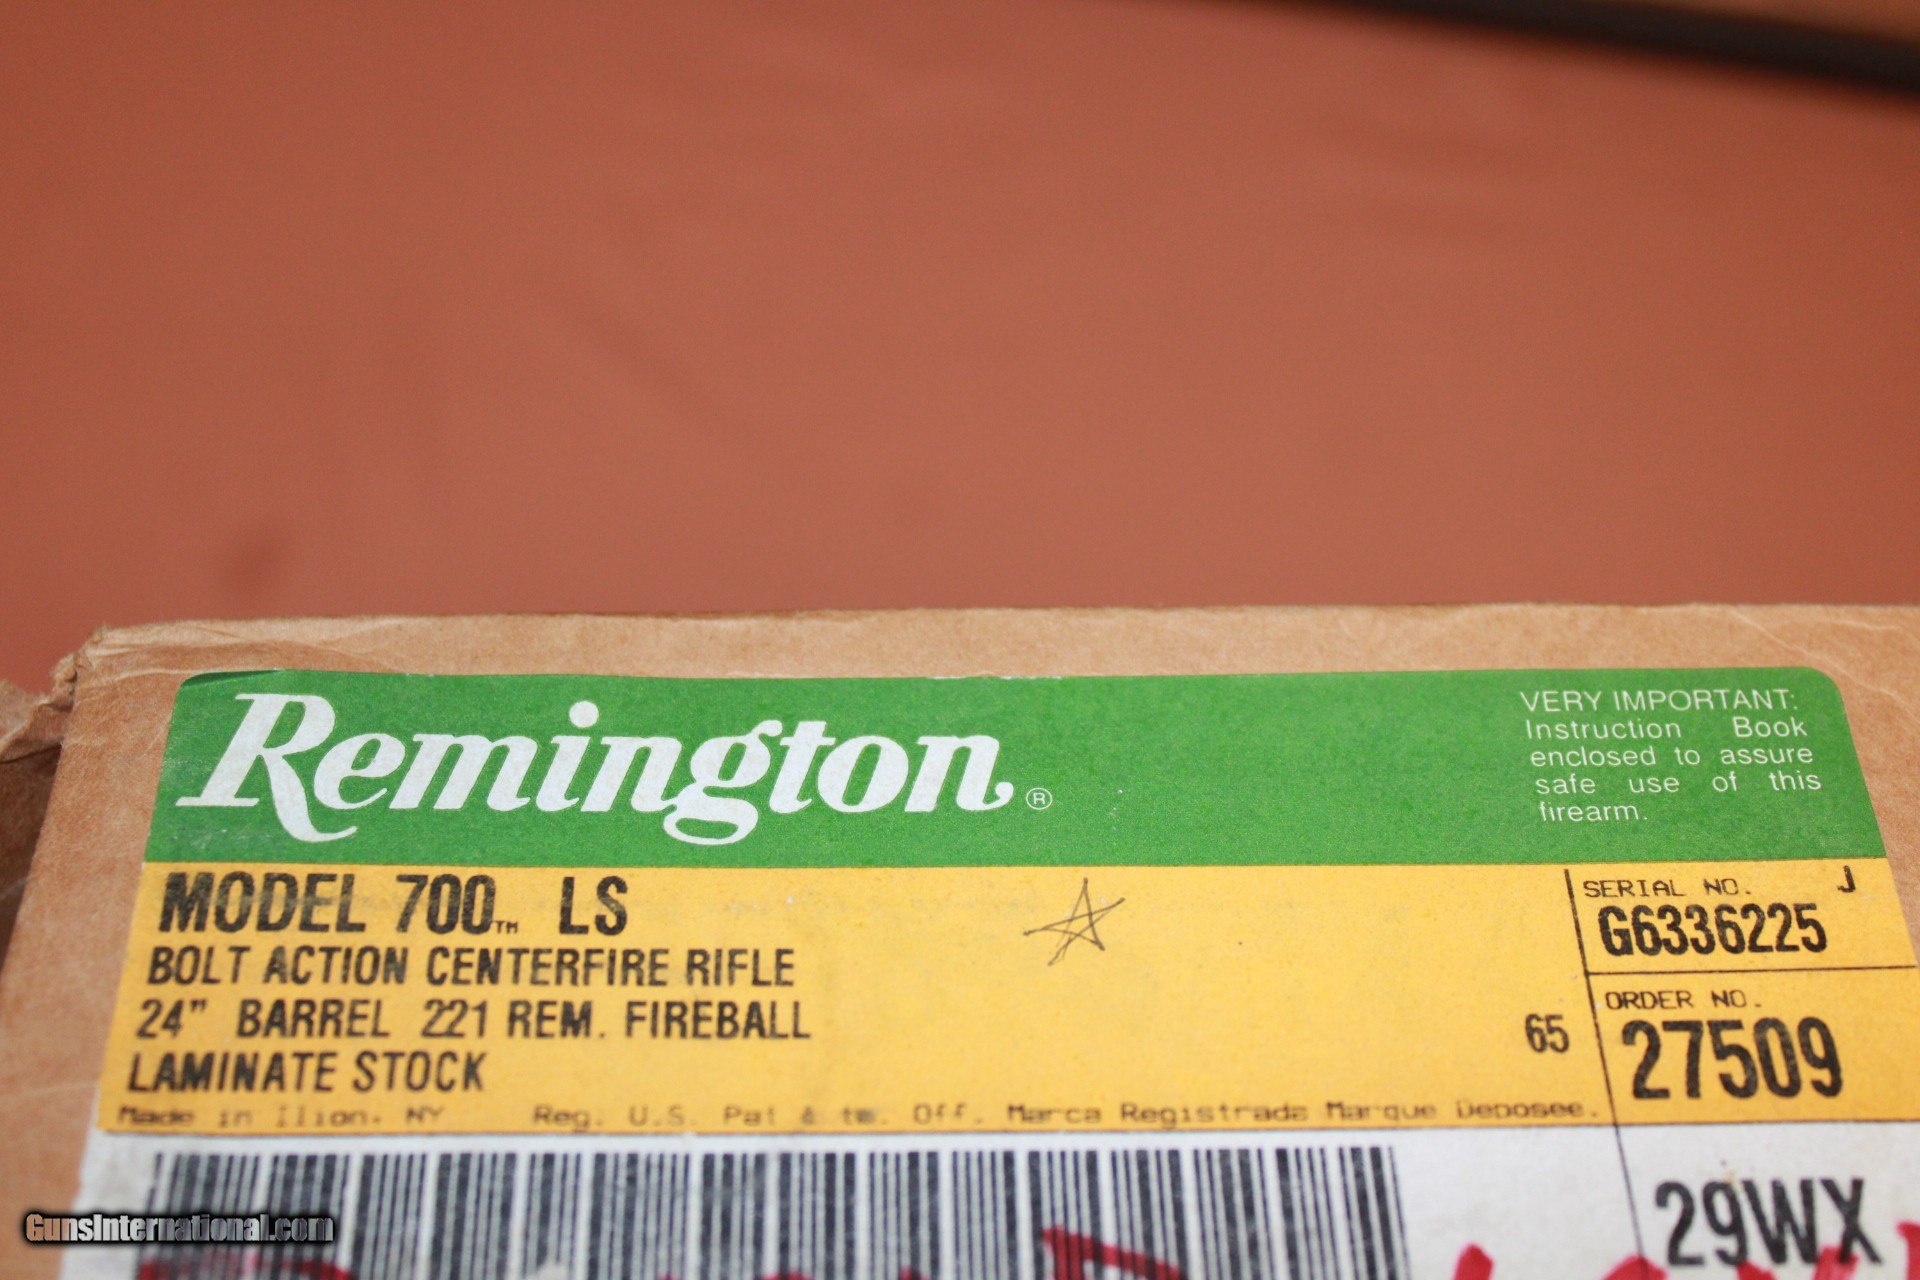 Remington®
VERY IMPORTANT:
Instruction Book
enclosed to assure
safe use of this
firearm.
MODEL 700™ LS
BOLT ACTION CENTERFIRE RIFLE
24" BARREL 221 REM. FIREBALL
LAMINATE STOCK
Made in Ilion, NY Reg. U.S. Pat & tm. Off. Marca Registrada Marque Deposee.
65
SERIAL NO. J
G6336225
ORDER NO.
27509
29WX
GunsInternational.com